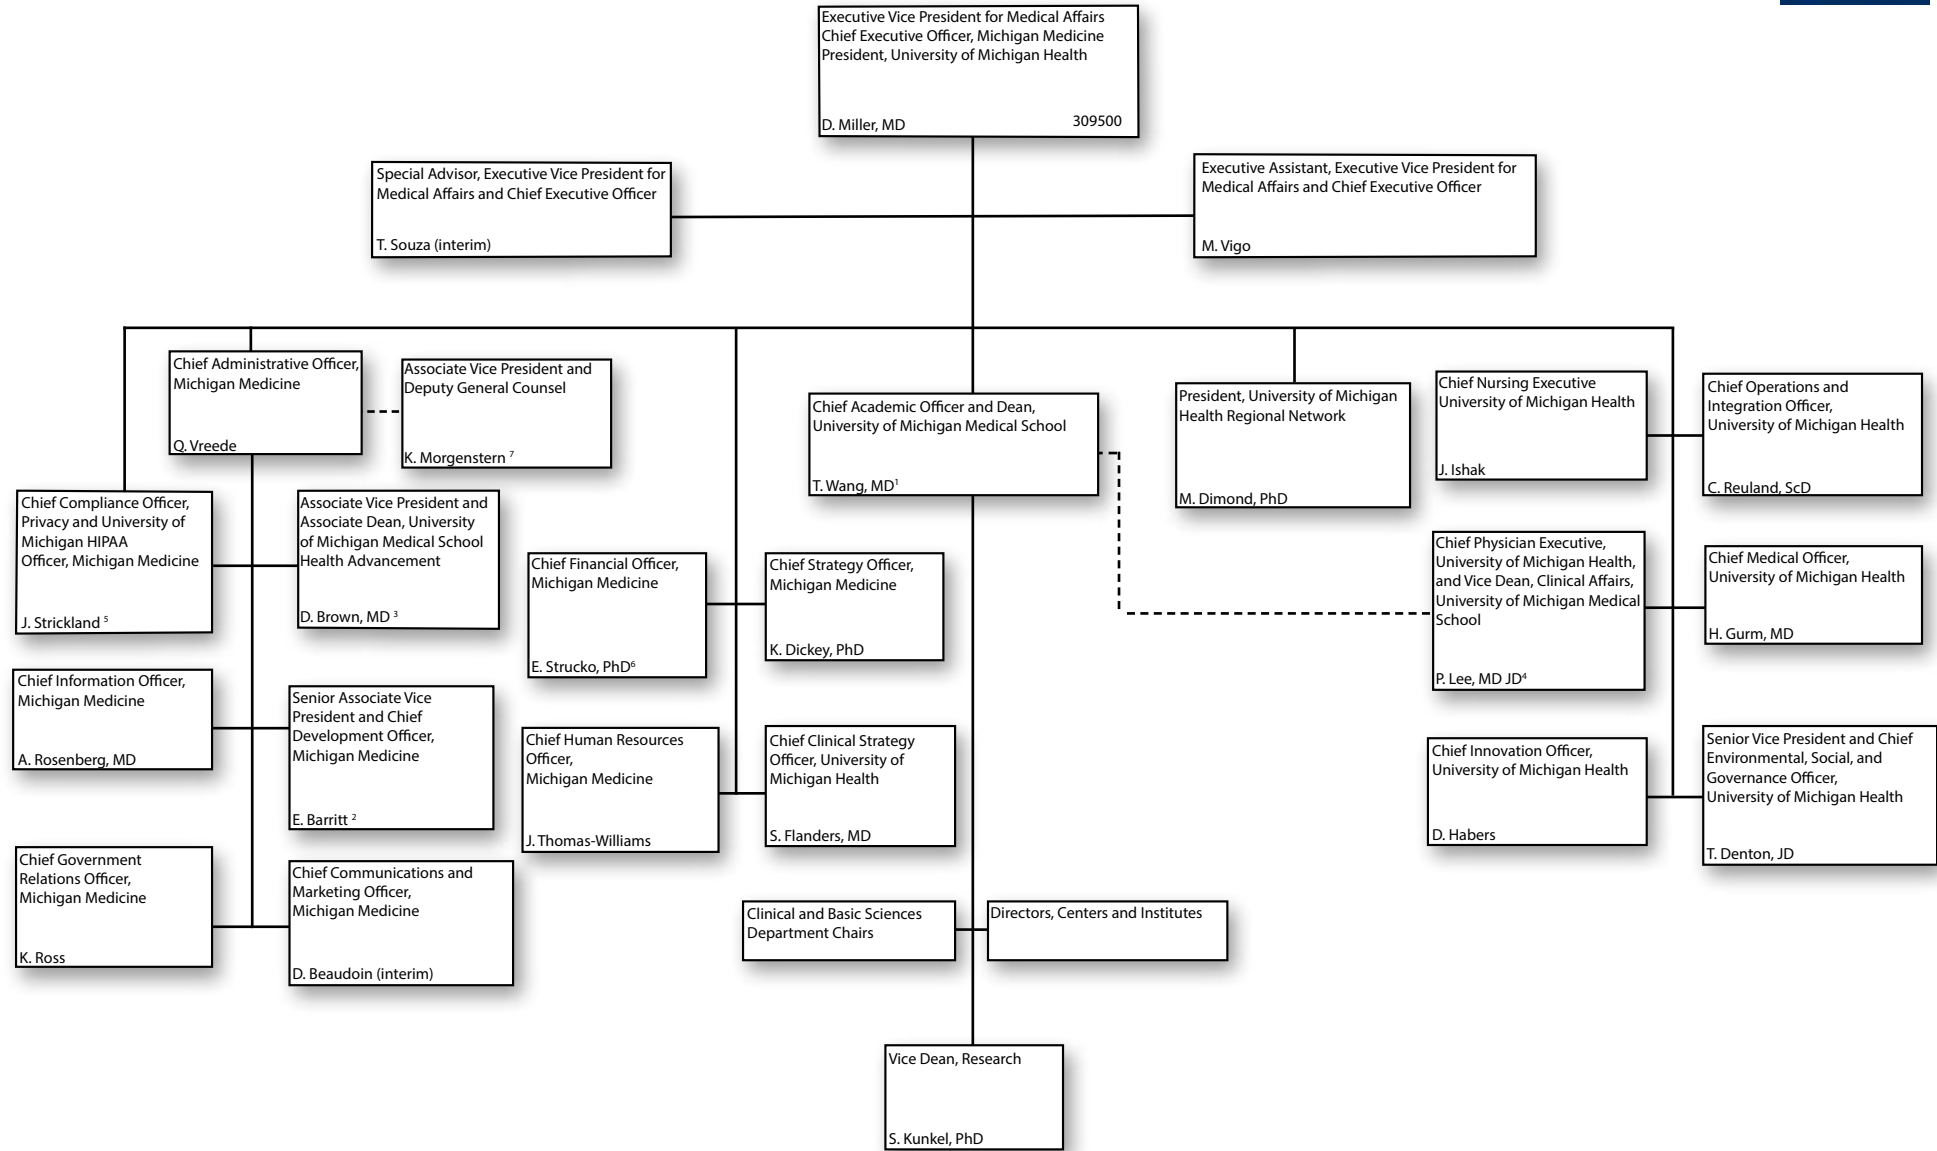 Executive Vice President for Medical Affairs
Chief Executive Officer, Michigan Medicine
President, University of Michigan Health
D. Miller, MD
309500
Special Advisor, Executive Vice President for
Medical Affairs and Chief Executive Officer
T. Souza (interim)
Executive Assistant, Executive Vice President for
Medical Affairs and Chief Executive Officer
M. Vigo
Chief Administrative Officer,
Michigan Medicine
Q. Vreede
Associate Vice President and
Deputy General Counsel
K. Morgenstern ⁷
Chief Academic Officer and Dean,
University of Michigan Medical School
T. Wang, MD¹
President, University of Michigan
Health Regional Network
M. Dimond, PhD
Chief Nursing Executive
University of Michigan Health
J. Ishak
Chief Operations and
Integration Officer,
University of Michigan Health
C. Reuland, ScD
Chief Compliance Officer,
Privacy and University of
Michigan HIPAA
Officer, Michigan Medicine
J. Strickland ⁵
Associate Vice President and
Associate Dean, University
of Michigan Medical School
Health Advancement
D. Brown, MD ³
Chief Financial Officer,
Michigan Medicine
E. Strucko, PhD⁶
Chief Strategy Officer,
Michigan Medicine
K. Dickey, PhD
Chief Physician Executive,
University of Michigan Health,
and Vice Dean, Clinical Affairs,
University of Michigan Medical
School
P. Lee, MD JD⁴
Chief Medical Officer,
University of Michigan Health
H. Gurm, MD
Chief Information Officer,
Michigan Medicine
A. Rosenberg, MD
Senior Associate Vice
President and Chief
Development Officer,
Michigan Medicine
E. Barritt ²
Chief Human Resources
Officer,
Michigan Medicine
J. Thomas-Williams
Chief Clinical Strategy
Officer, University of
Michigan Health
S. Flanders, MD
Chief Innovation Officer,
University of Michigan Health
D. Habers
Senior Vice President and Chief
Environmental, Social, and
Governance Officer,
University of Michigan Health
T. Denton, JD
Chief Government
Relations Officer,
Michigan Medicine
K. Ross
Chief Communications and
Marketing Officer,
Michigan Medicine
D. Beaudoin (interim)
Clinical and Basic Sciences
Department Chairs
Directors, Centers and Institutes
Vice Dean, Research
S. Kunkel, PhD